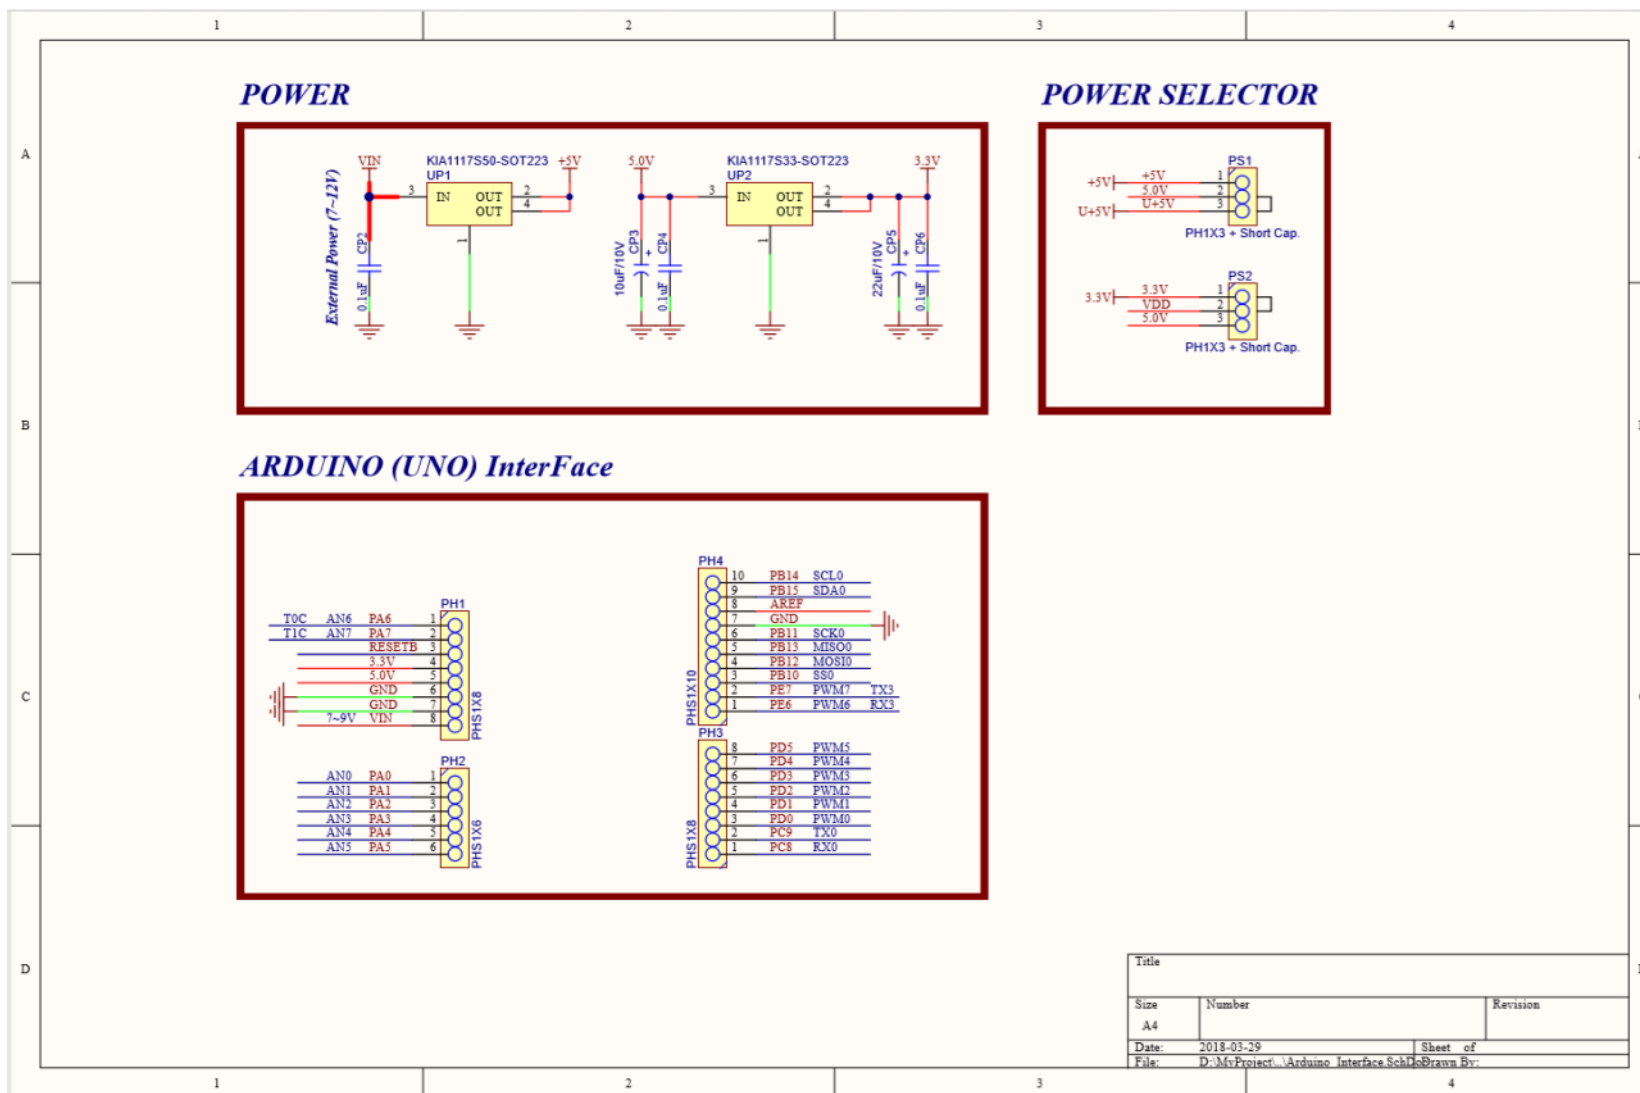 1 2 3 4
POWER
POWER SELECTOR
A
VIN
KIA1117S50-SOT223
UP1
+5V
3 IN OUT 2
OUT 4
1
External Power (7~12V)
CP2
0.1uF
5.0V
KIA1117S33-SOT223
UP2
3.3V
3 IN OUT 2
OUT 4
1
10uF/10V
CP3
+
CP4
0.1uF
22uF/10V
CP5
+
CP6
0.1uF
PS1
+5V +5V 1
5.0V 2
U+5V U+5V 3
PH1X3 + Short Cap.
PS2
3.3V 3.3V 1
VDD 2
5.0V 3
PH1X3 + Short Cap.
B
ARDUINO (UNO) InterFace
PH1
T0C AN6 PA6 1
T1C AN7 PA7 2
RESETB 3
3.3V 4
5.0V 5
GND 6
GND 7
7~9V VIN 8
PHS1X8
PH2
AN0 PA0 1
AN1 PA1 2
AN2 PA2 3
AN3 PA3 4
AN4 PA4 5
AN5 PA5 6
PHS1X6
PH4
10 PB14 SCL0
9 PB15 SDA0
8 AREF
7 GND
6 PB11 SCK0
5 PB13 MISO0
4 PB12 MOSI0
3 PB10 SS0
2 PE7 PWM7 TX3
1 PE6 PWM6 RX3
PHS1X10
PH3
8 PD5 PWM5
7 PD4 PWM4
6 PD3 PWM3
5 PD2 PWM2
4 PD1 PWM1
3 PD0 PWM0
2 PC9 TX0
1 PC8 RX0
PHS1X8
C
D
Title
Size Number Revision
A4
Date: 2018-03-29 Sheet of
File: D:\MyProject\..\Arduino Interface.SchDo Drawn By:
1 2 3 4